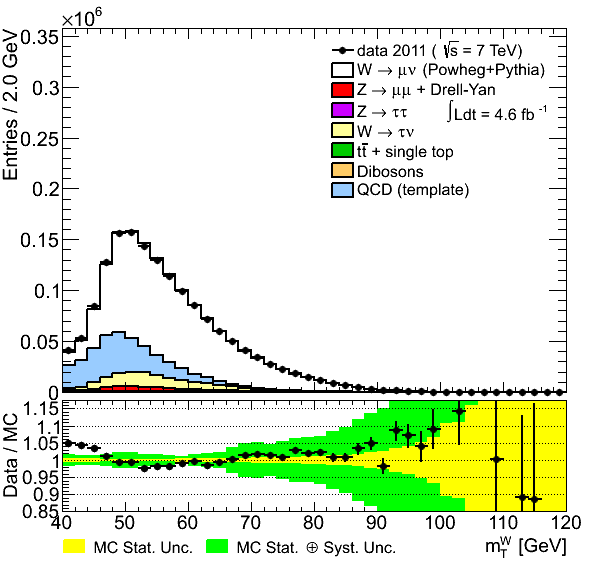 ×10⁶
Entries / 2.0 GeV
0.35
0.3
0.25
0.2
0.15
0.1
0.05
0
data 2011 ( √s = 7 TeV)
W → μν (Powheg+Pythia)
Z → μμ + Drell-Yan
Z → ττ
∫Ldt = 4.6 fb⁻¹
W → τν
tt̄ + single top
Dibosons
QCD (template)
Data / MC
1.15
1.1
1.05
1
0.95
0.9
0.85
40 50 60 70 80 90 100 110 120
m_T^W [GeV]
MC Stat. Unc.
MC Stat. ⊕ Syst. Unc.